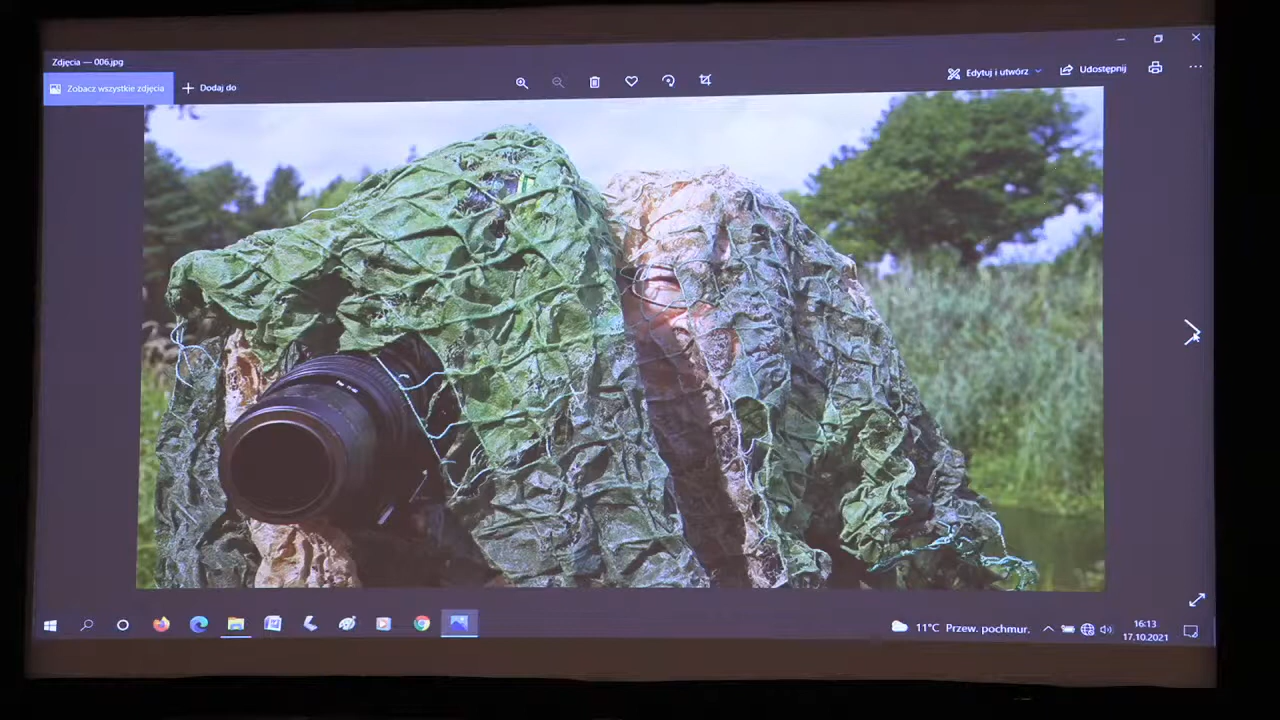 Zdjęcia — 006.jpg
Zobacz wszystkie zdjęcia
Dodaj do
Edytuj i utwórz
Udostępnij
11°C Przew. pochmur.
16:13
17.10.2021